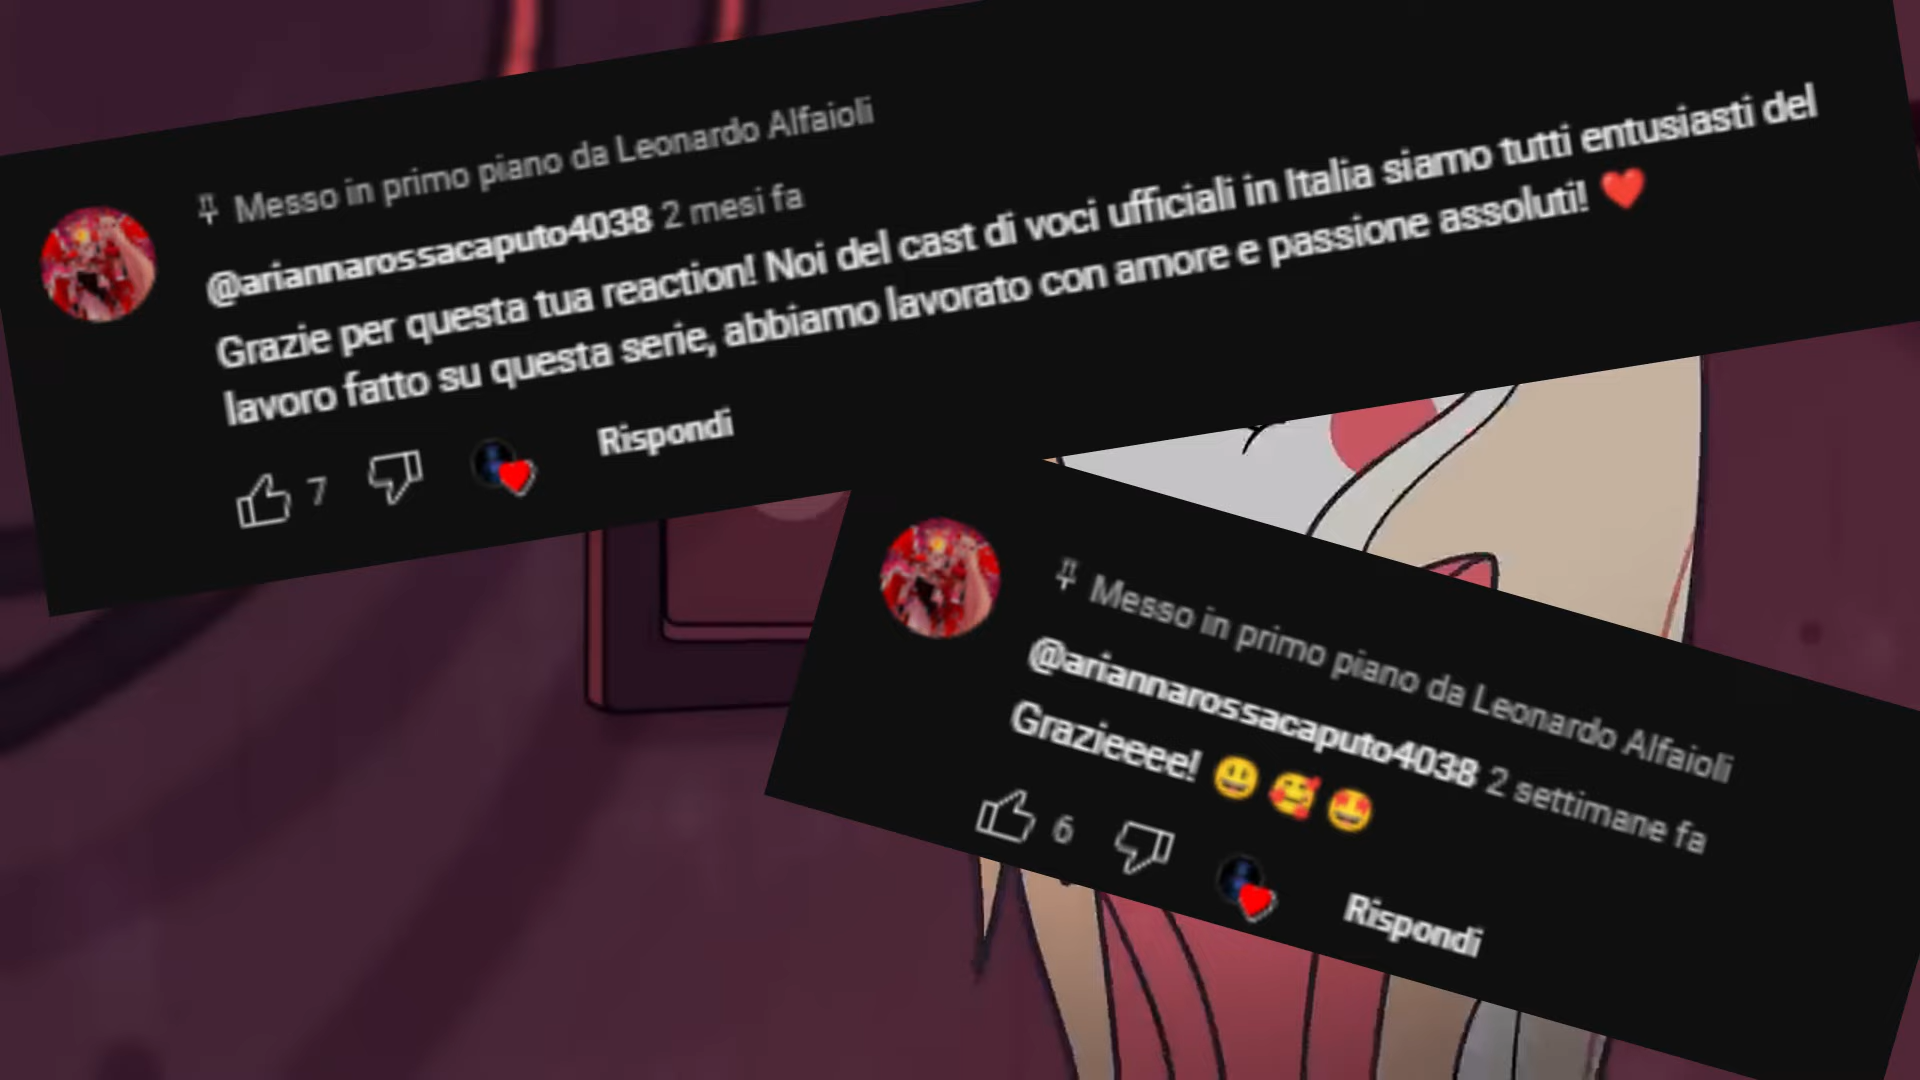 Messo in primo piano da Leonardo Alfaioli
@ariannarossacaputo4038 2 mesi fa
Grazie per questa tua reaction! Noi del cast di voci ufficiali in Italia siamo tutti entusiasti del
lavoro fatto su questa serie, abbiamo lavorato con amore e passione assoluti! ❤️
7 Rispondi
Messo in primo piano da Leonardo Alfaioli
@ariannarossacaputo4038 2 settimane fa
Grazieeee! 😃 🥰 🤩
6 Rispondi